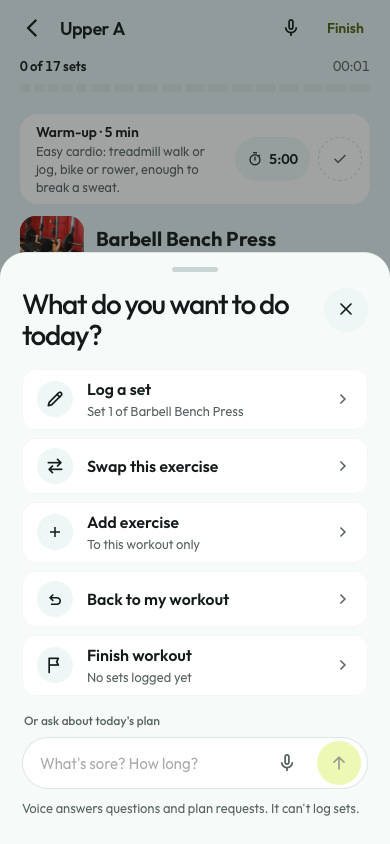 Upper A
Finish
0 of 17 sets
00:01
Warm-up · 5 min
Easy cardio: treadmill walk or
jog, bike or rower, enough to
break a sweat.
5:00
Barbell Bench Press
What do you want to do
today?
Log a set
Set 1 of Barbell Bench Press
Swap this exercise
Add exercise
To this workout only
Back to my workout
Finish workout
No sets logged yet
Or ask about today's plan
What's sore? How long?
Voice answers questions and plan requests. It can't log sets.